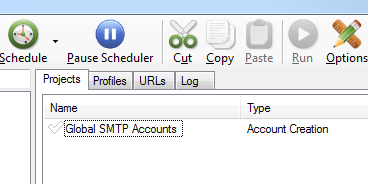 Schedule Pause Scheduler Cut Copy Paste Run Options
Projects Profiles URLs Log
Name Type
Global SMTP Accounts Account Creation